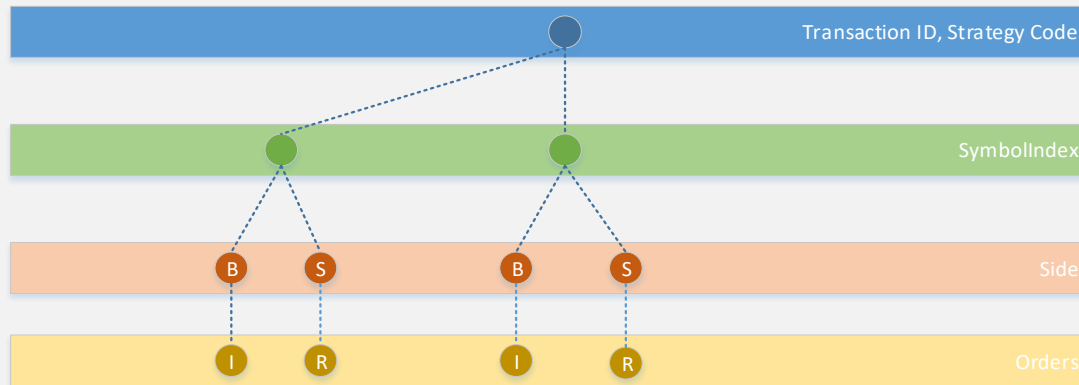 Transaction ID, Strategy Code
SymbolIndex
B S B S Side
I R I R Orders